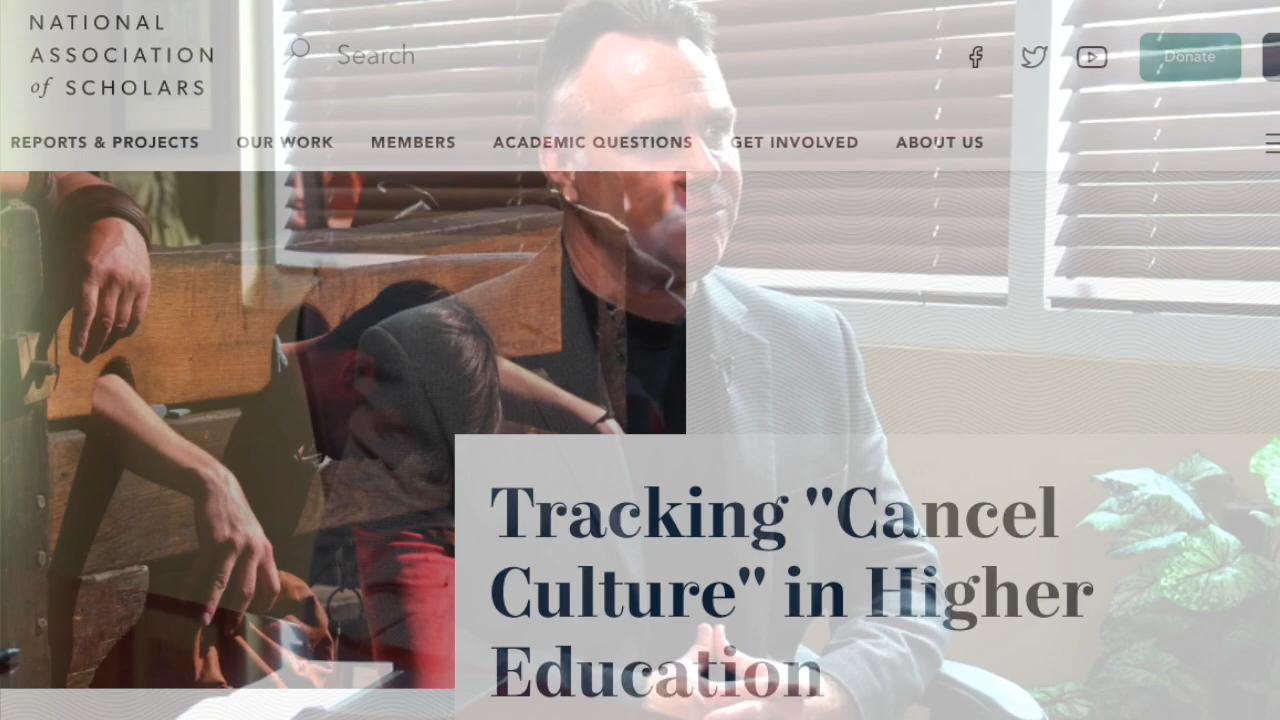 NATIONAL
ASSOCIATION
of SCHOLARS
Search
Donate
REPORTS & PROJECTS OUR WORK MEMBERS ACADEMIC QUESTIONS GET INVOLVED ABOUT US
Tracking "Cancel
Culture" in Higher
Education